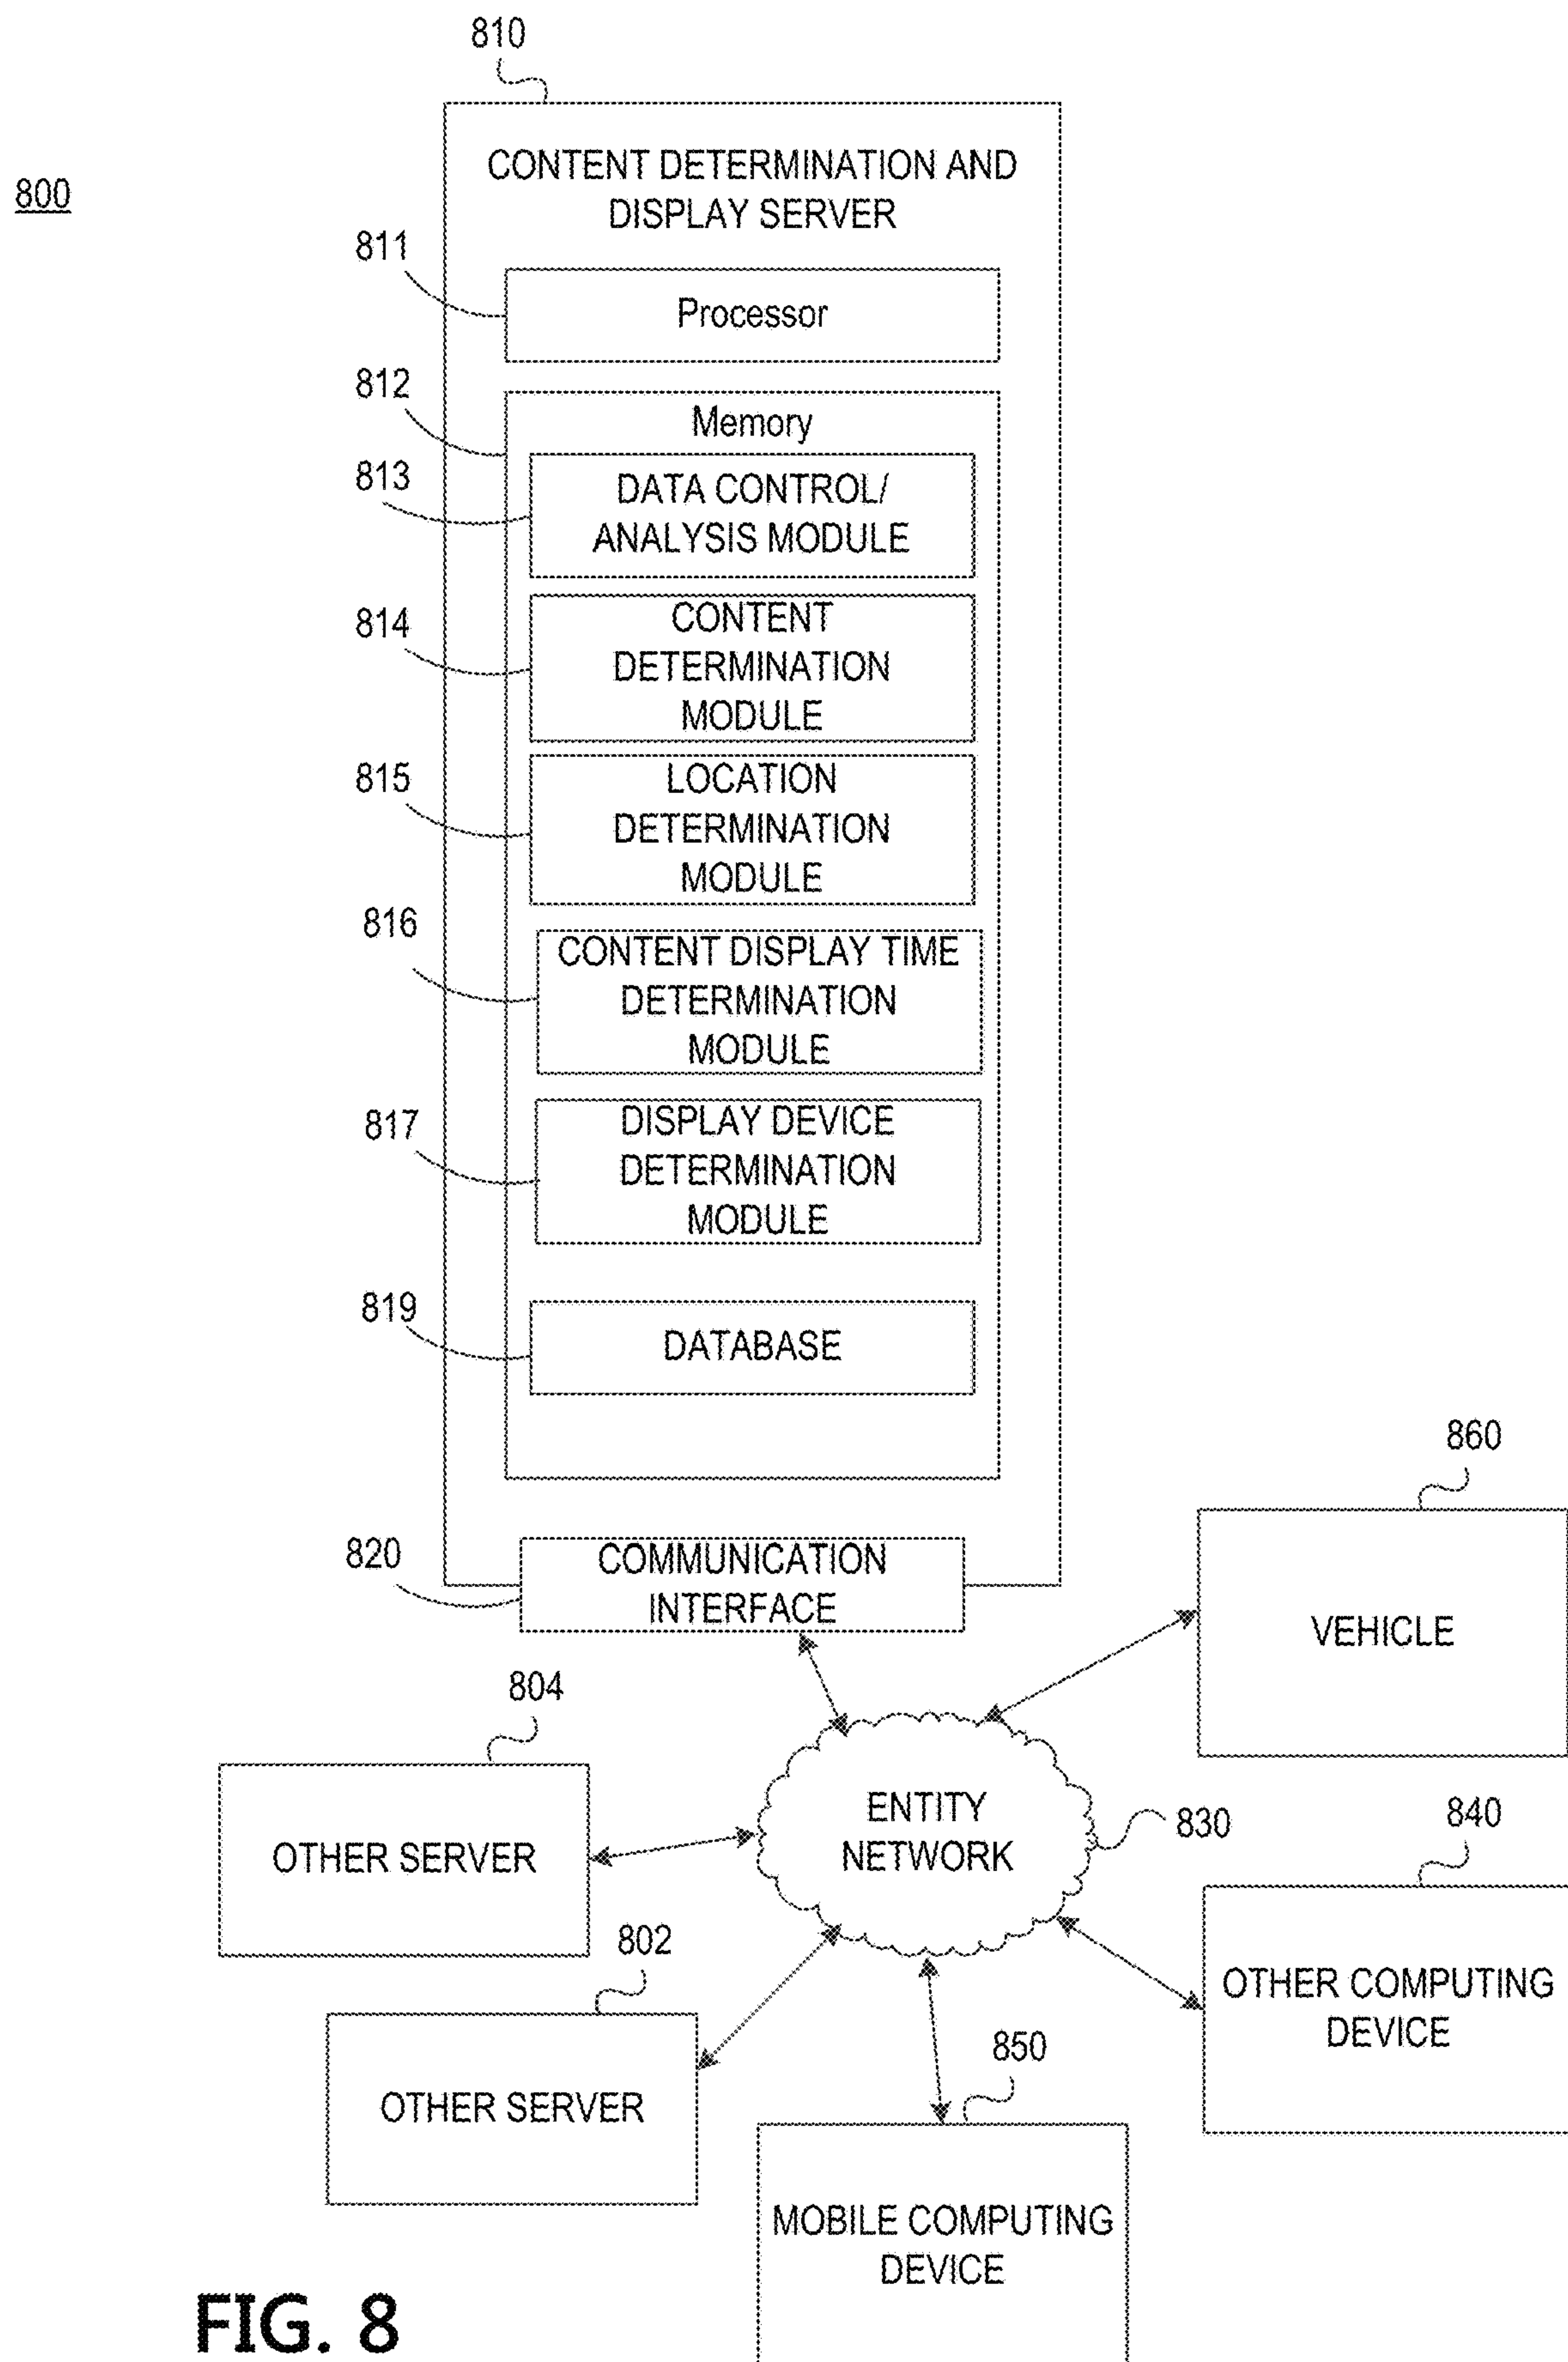 810
800
CONTENT DETERMINATION AND
DISPLAY SERVER
811
Processor
812
Memory
813
DATA CONTROL/
ANALYSIS MODULE
814
CONTENT
DETERMINATION
MODULE
815
LOCATION
DETERMINATION
MODULE
816
CONTENT DISPLAY TIME
DETERMINATION
MODULE
817
DISPLAY DEVICE
DETERMINATION
MODULE
819
DATABASE
860
820
COMMUNICATION
INTERFACE
VEHICLE
804
OTHER SERVER
ENTITY
NETWORK
830
840
802
OTHER SERVER
OTHER COMPUTING
DEVICE
850
MOBILE COMPUTING
DEVICE
FIG. 8